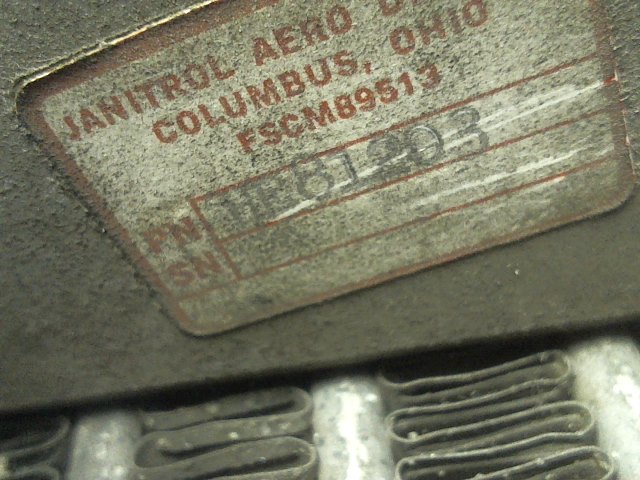 JANITROL AERO
COLUMBUS, OHIO
FSCM89513
PN
SN